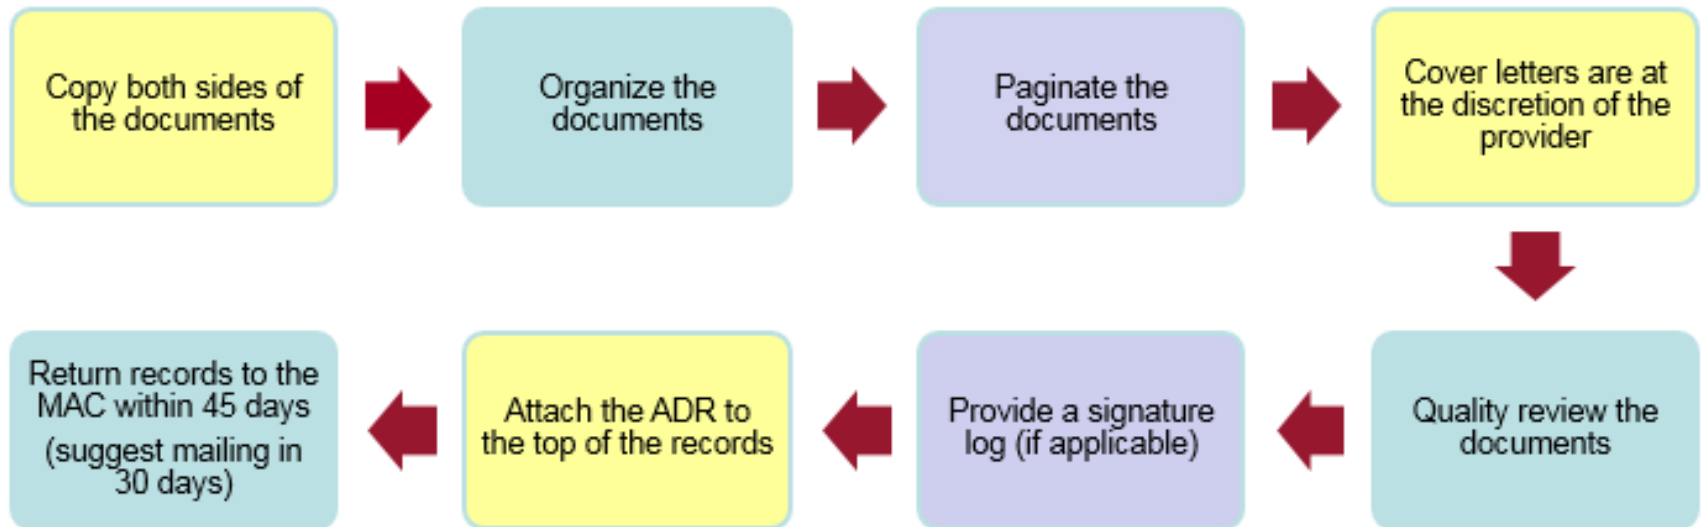 Copy both sides of
the documents
Organize the
documents
Paginate the
documents
Cover letters are at
the discretion of the
provider
Quality review the
documents
Provide a signature
log (if applicable)
Attach the ADR to
the top of the records
Return records to the
MAC within 45 days
(suggest mailing in
30 days)